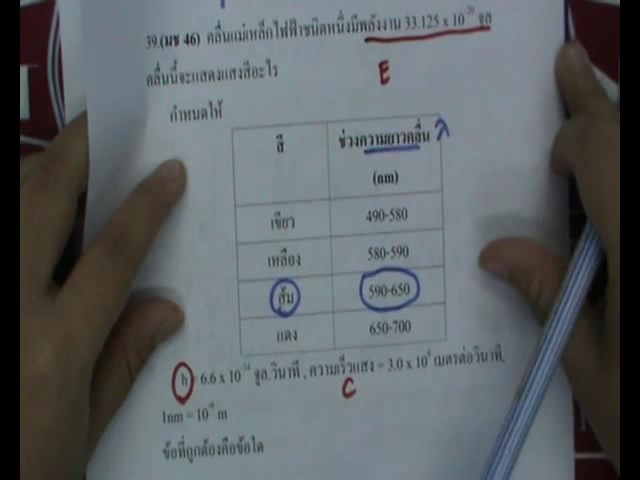 39.(มช 46) คลื่นแม่เหล็กไฟฟ้าชนิดหนึ่งมีพลังงาน 33.125 x 10⁻²⁰ จูล
E
คลื่นนี้จะแสดงแสงสีอะไร
กำหนดให้
สี ช่วงความยาวคลื่น λ
(nm)
เขียว 490-580
เหลือง 580-590
ส้ม 590-650
แดง 650-700
h = 6.6 x 10⁻³⁴ จูล.วินาที , ความเร็วแสง = 3.0 x 10⁸ เมตรต่อวินาที,
C
1nm = 10⁻⁹ m
ข้อที่ถูกต้องคือข้อใด